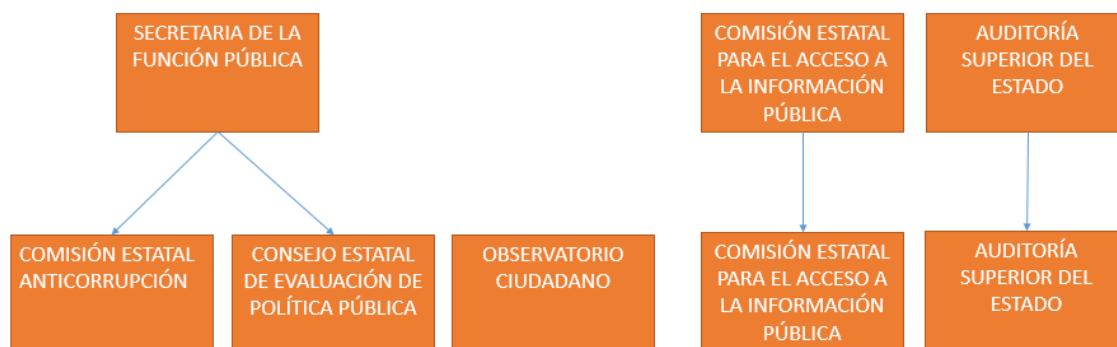 SECRETARIA DE LA
FUNCIÓN PÚBLICA
COMISIÓN ESTATAL
PARA EL ACCESO A
LA INFORMACIÓN
PÚBLICA
AUDITORÍA
SUPERIOR DEL
ESTADO
COMISIÓN ESTATAL
ANTICORRUPCIÓN
CONSEJO ESTATAL
DE EVALUACIÓN DE
POLÍTICA PÚBLICA
OBSERVATORIO
CIUDADANO
COMISIÓN ESTATAL
PARA EL ACCESO A
LA INFORMACIÓN
PÚBLICA
AUDITORÍA
SUPERIOR DEL
ESTADO